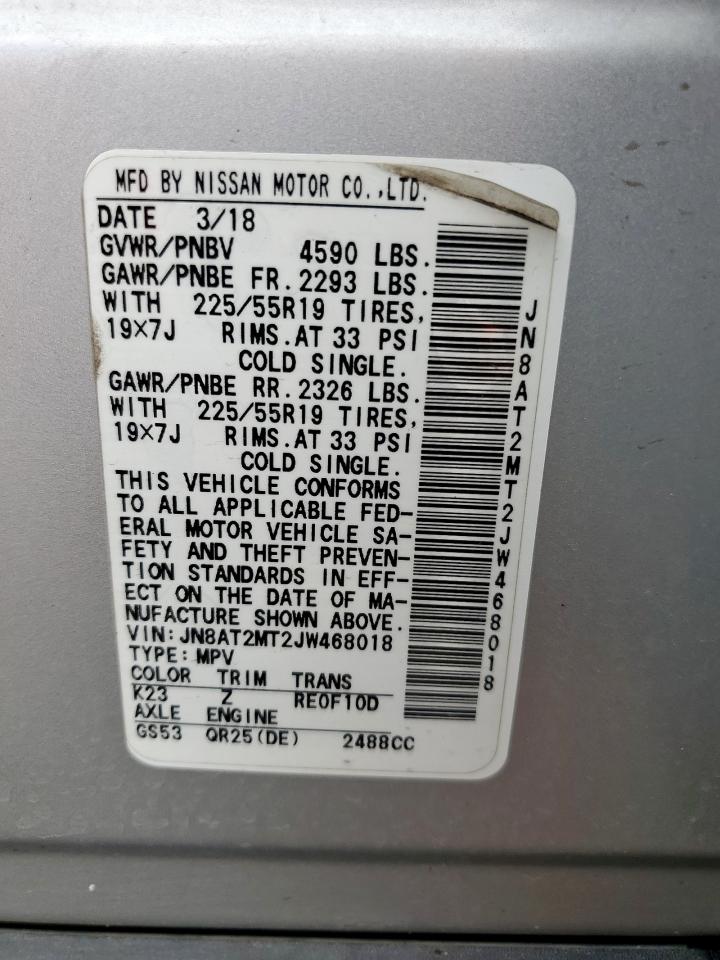 MFD BY NISSAN MOTOR CO.,LTD.
DATE 3/18
GVWR/PNBV 4590 LBS.
GAWR/PNBE FR. 2293 LBS.
WITH 225/55R19 TIRES,
19×7J RIMS. AT 33 PSI
COLD SINGLE.
GAWR/PNBE RR. 2326 LBS.
WITH 225/55R19 TIRES,
19×7J RIMS. AT 33 PSI
COLD SINGLE.
THIS VEHICLE CONFORMS
TO ALL APPLICABLE FED-
ERAL MOTOR VEHICLE SA-
FETY AND THEFT PREVEN-
TION STANDARDS IN EFF-
ECT ON THE DATE OF MA-
NUFACTURE SHOWN ABOVE.
VIN: JN8AT2MT2JW468018
TYPE: MPV
COLOR TRIM TRANS
K23 Z RE0F10D
AXLE ENGINE
GS53 QR25(DE) 2488CC
JN8AT2MT2JW468018